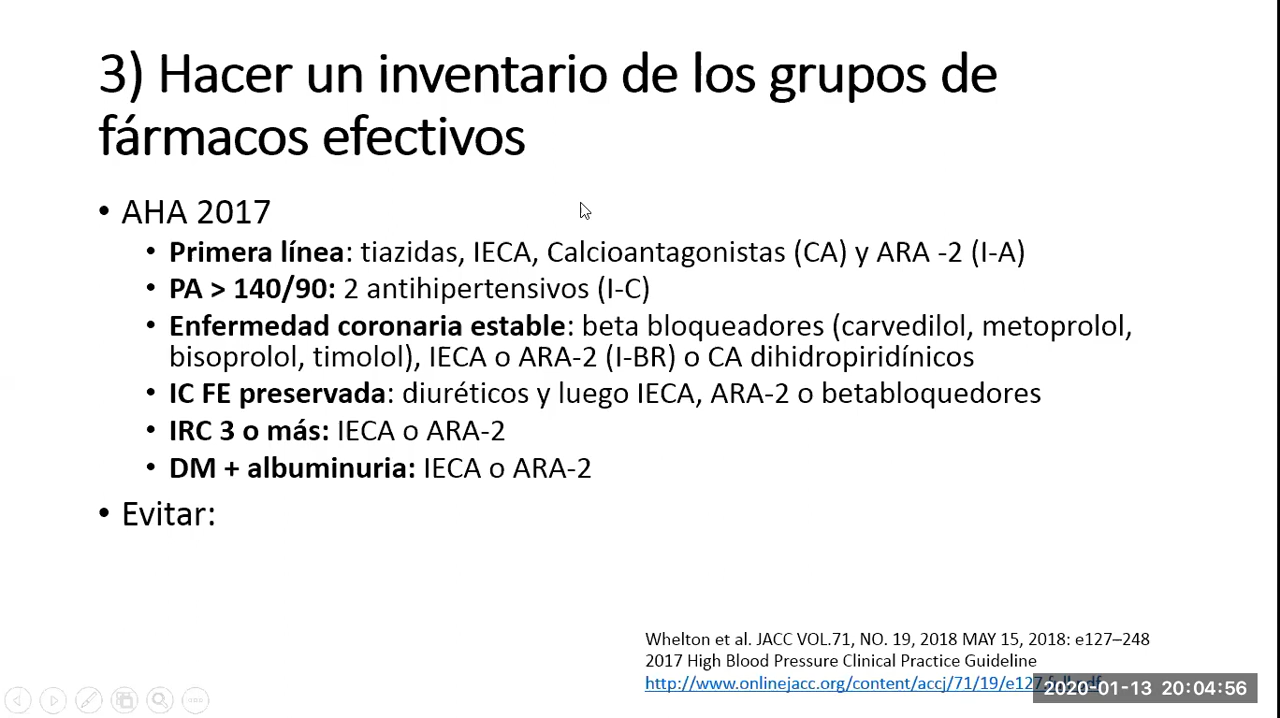 3) Hacer un inventario de los grupos de
fármacos efectivos
• AHA 2017
• Primera línea: tiazidas, IECA, Calcioantagonistas (CA) y ARA -2 (I-A)
• PA > 140/90: 2 antihipertensivos (I-C)
• Enfermedad coronaria estable: beta bloqueadores (carvedilol, metoprolol,
bisoprolol, timolol), IECA o ARA-2 (I-BR) o CA dihidropiridínicos
• IC FE preservada: diuréticos y luego IECA, ARA-2 o betabloquedores
• IRC 3 o más: IECA o ARA-2
• DM + albuminuria: IECA o ARA-2
• Evitar:
Whelton et al. JACC VOL.71, NO. 19, 2018 MAY 15, 2018: e127–248
2017 High Blood Pressure Clinical Practice Guideline
http://www.onlinejacc.org/content/accj/71/19/e127
2020-01-13 20:04:56